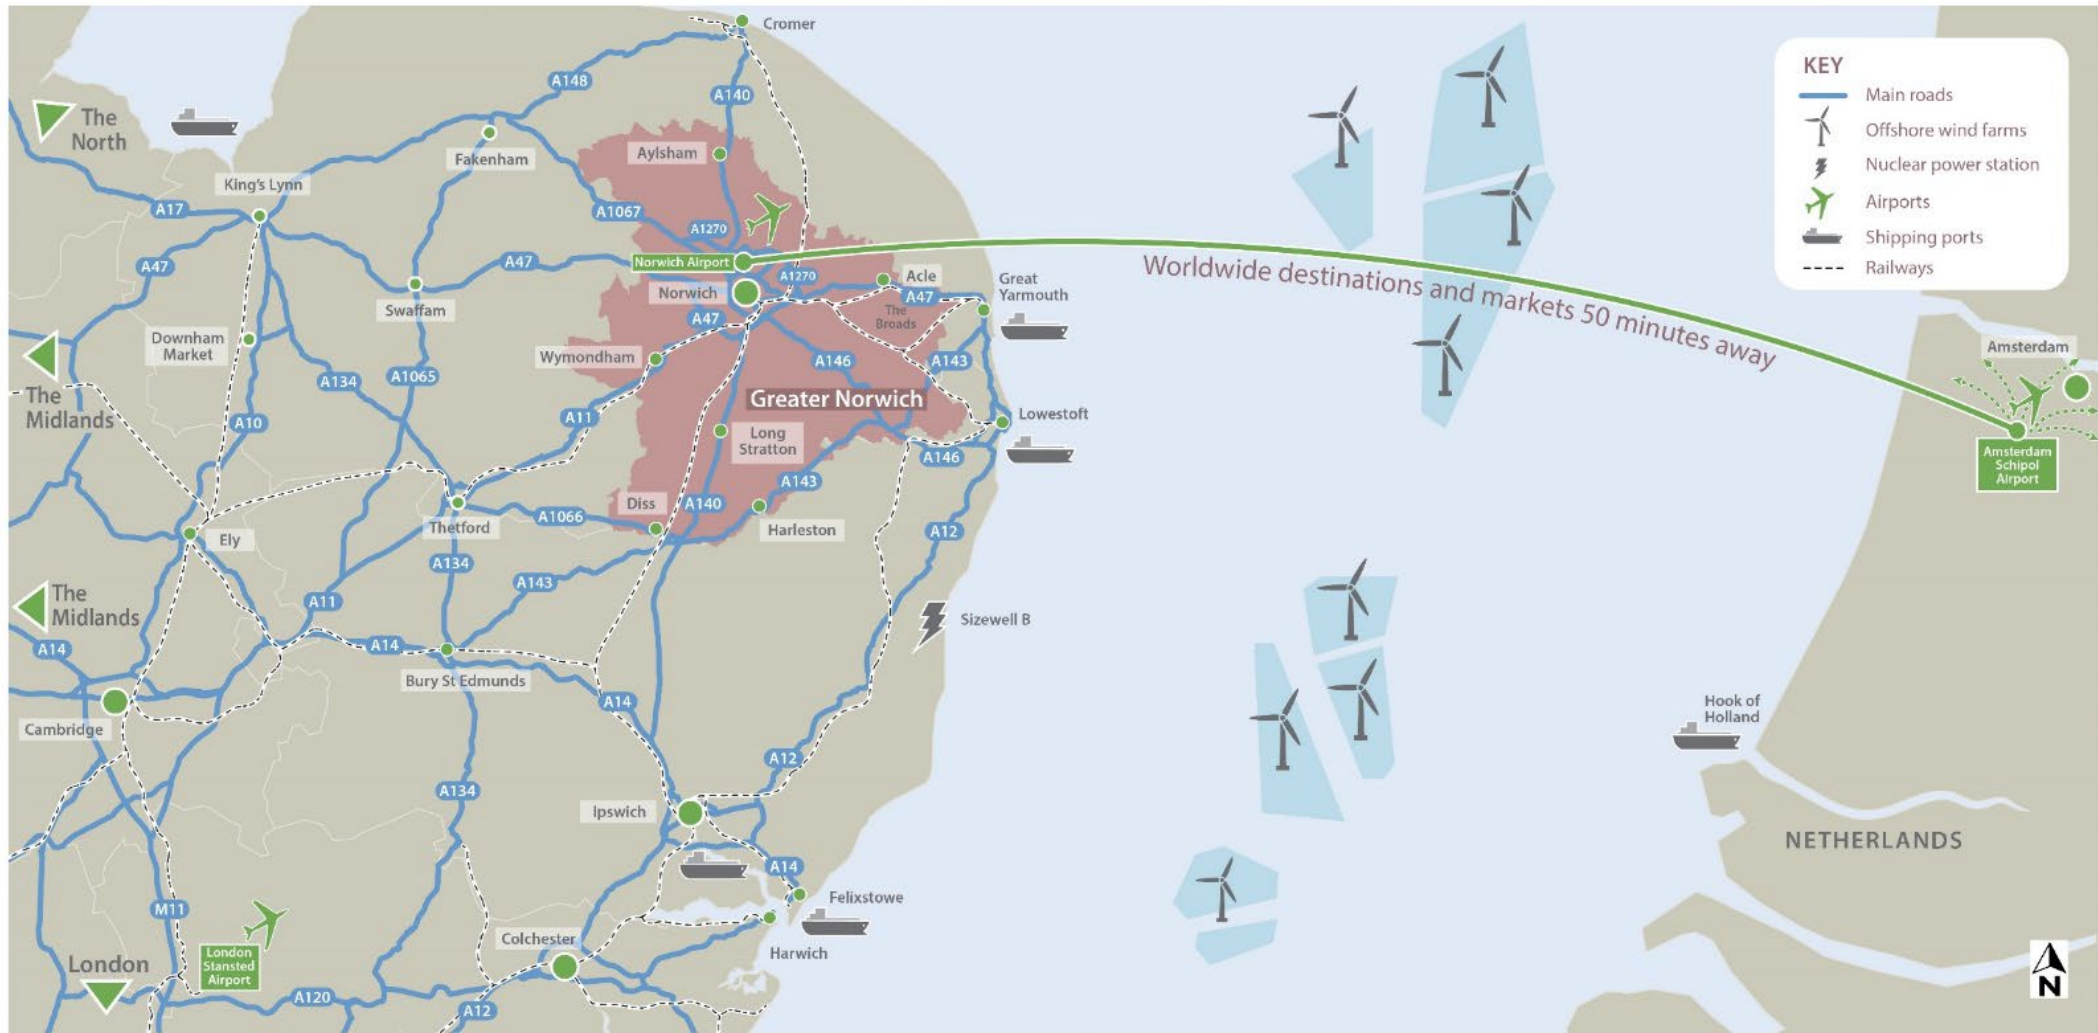 Cromer
A148
A140
The
North
Fakenham
Aylsham
King's Lynn
A17
A1067
A1270
A47
A47
Norwich Airport
Norwich
A1270
Acle
A47
Great
Yarmouth
The
Broads
Swaffam
A47
Downham
Market
Wymondham
A146
A143
The
Midlands
A134
A1065
Greater Norwich
A10
A11
Lowestoft
Long
Stratton
A146
A143
Diss
A140
Thetford
A1066
Harleston
Ely
A12
A134
A143
The
Midlands
A11
Sizewell B
A14
A14
Bury St Edmunds
A14
Cambridge
A12
A134
Ipswich
A14
Felixstowe
M11
Colchester
Harwich
London
London
Stansted
Airport
A120
A12
Worldwide destinations and markets 50 minutes away
KEY
Main roads
Offshore wind farms
Nuclear power station
Airports
Shipping ports
Railways
Amsterdam
Amsterdam
Schipol
Airport
Hook of
Holland
NETHERLANDS
N